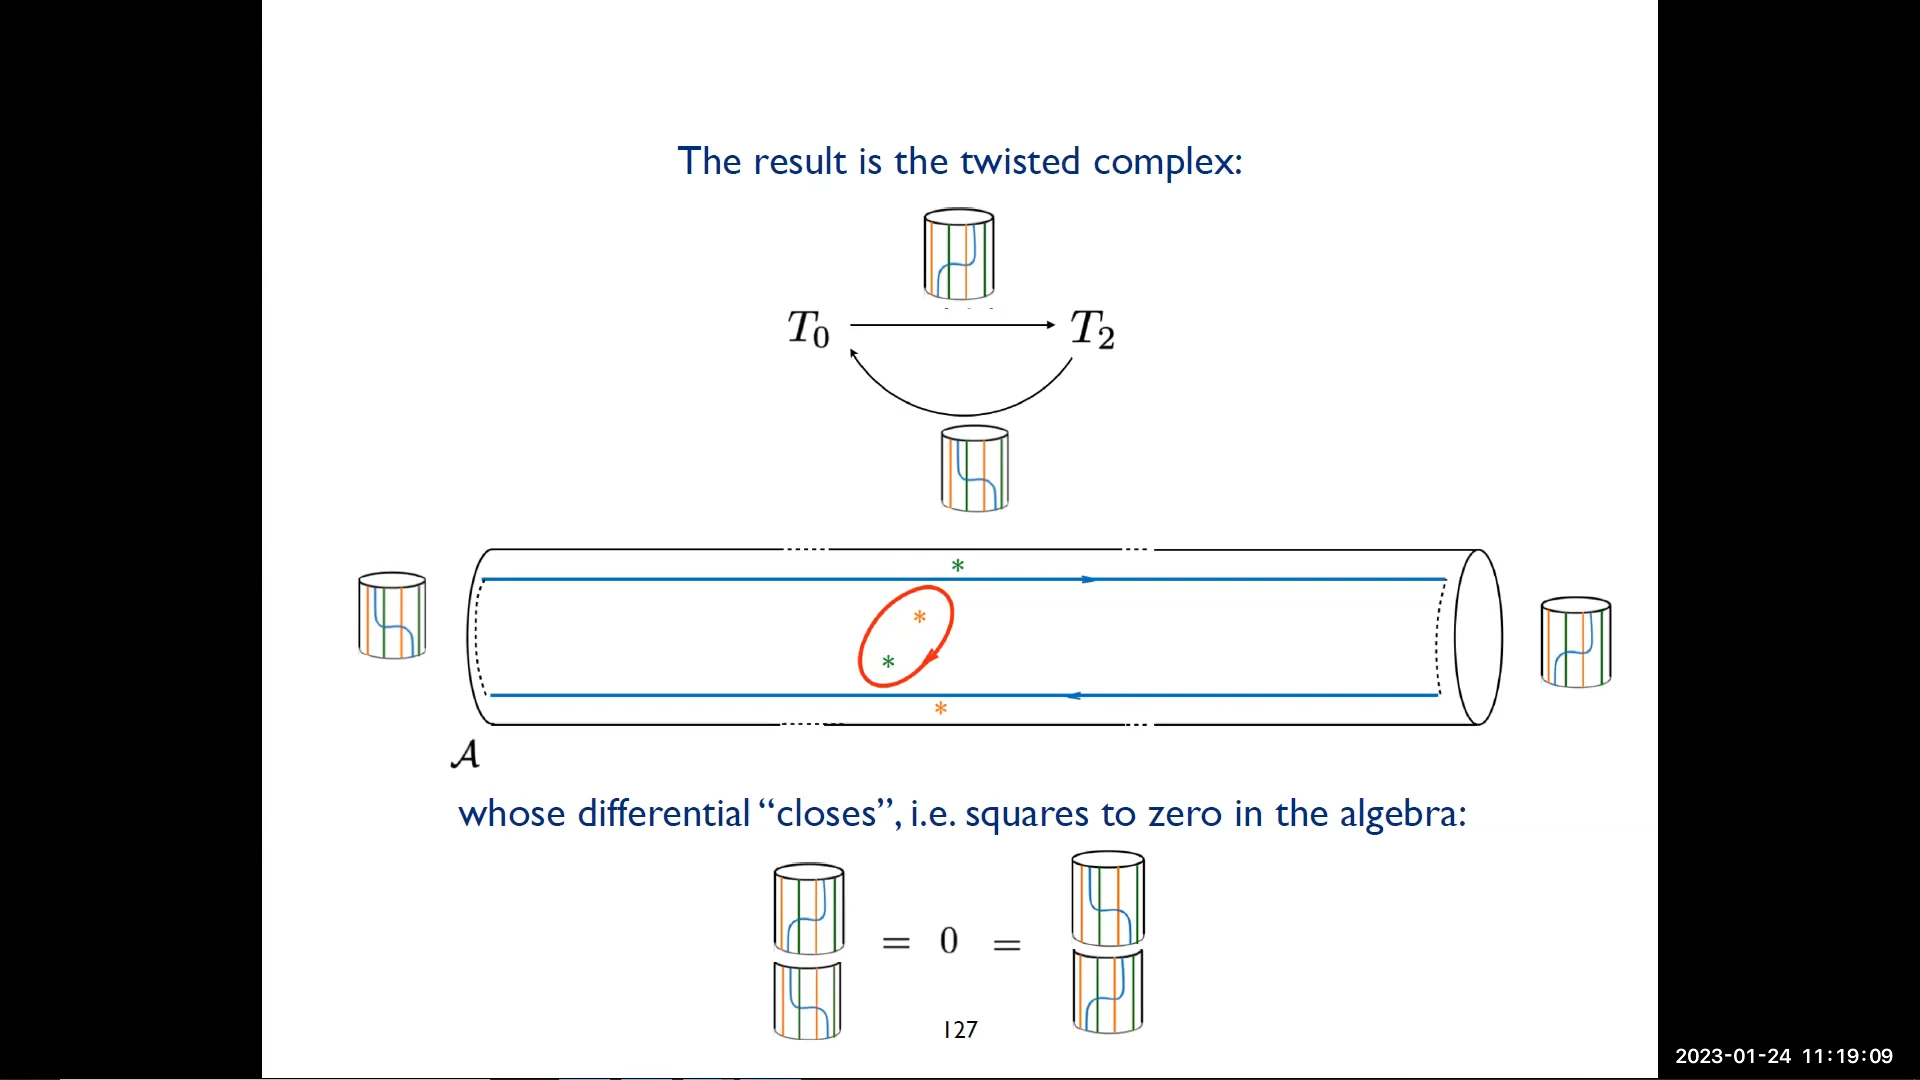 The result is the twisted complex:
T₀ T₂
*
*
*
*
𝒜
whose differential “closes”, i.e. squares to zero in the algebra:
= 0 =
127
2023-01-24 11:19:09